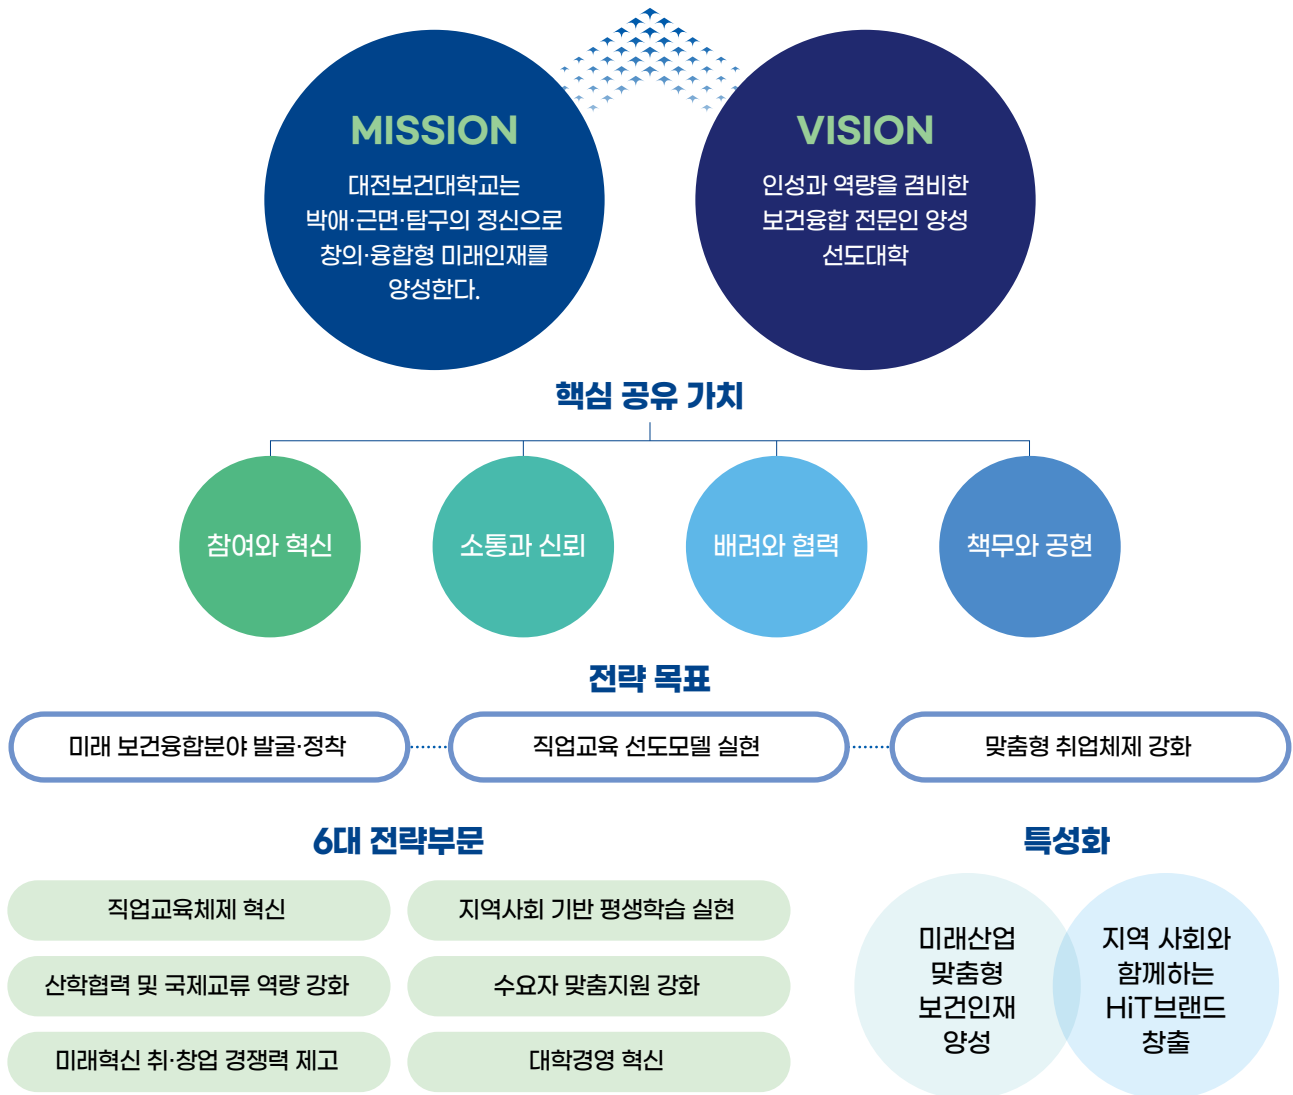 MISSION
대전보건대학교는
박애·근면·탐구의 정신으로
창의·융합형 미래인재를
양성한다.
VISION
인성과 역량을 겸비한
보건융합 전문인 양성
선도대학
핵심 공유 가치
참여와 혁신
소통과 신뢰
배려와 협력
책무와 공헌
전략 목표
미래 보건융합분야 발굴·정착
직업교육 선도모델 실현
맞춤형 취업체제 강화
6대 전략부문
직업교육체제 혁신
지역사회 기반 평생학습 실현
산학협력 및 국제교류 역량 강화
수요자 맞춤지원 강화
미래혁신 취·창업 경쟁력 제고
대학경영 혁신
특성화
미래산업
맞춤형
보건인재
양성
지역 사회와
함께하는
HiT브랜드
창출